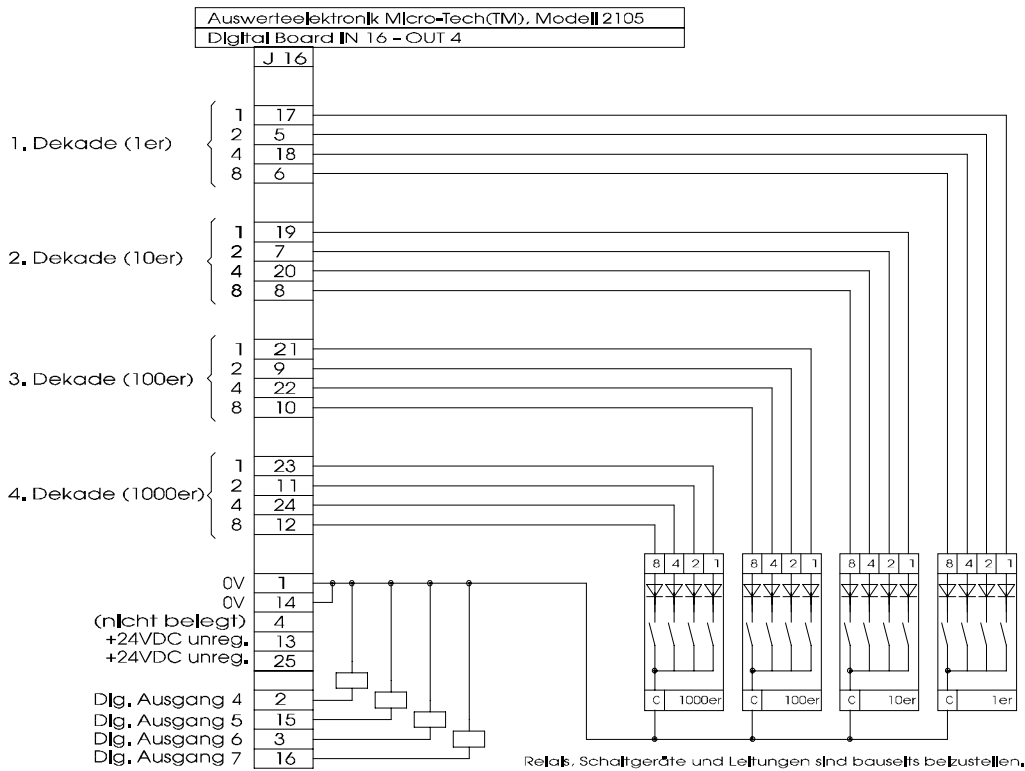 Auswerteelektronik Micro-Tech(TM), Modell 2105
Digital Board IN 16 - OUT 4
J 16
1. Dekade (1er)
1 17
2 5
4 18
8 6
2. Dekade (10er)
1 19
2 7
4 20
8 8
3. Dekade (100er)
1 21
2 9
4 22
8 10
4. Dekade (1000er)
1 23
2 11
4 24
8 12
0V 1
0V 14
(nicht belegt) 4
+24VDC unreg. 13
+24VDC unreg. 25
Dig. Ausgang 4 2
Dig. Ausgang 5 15
Dig. Ausgang 6 3
Dig. Ausgang 7 16
8 4 2 1
C 1000er
8 4 2 1
C 100er
8 4 2 1
C 10er
8 4 2 1
C 1er
Relais, Schaltgeräte und Leitungen sind bauseits beizustellen.